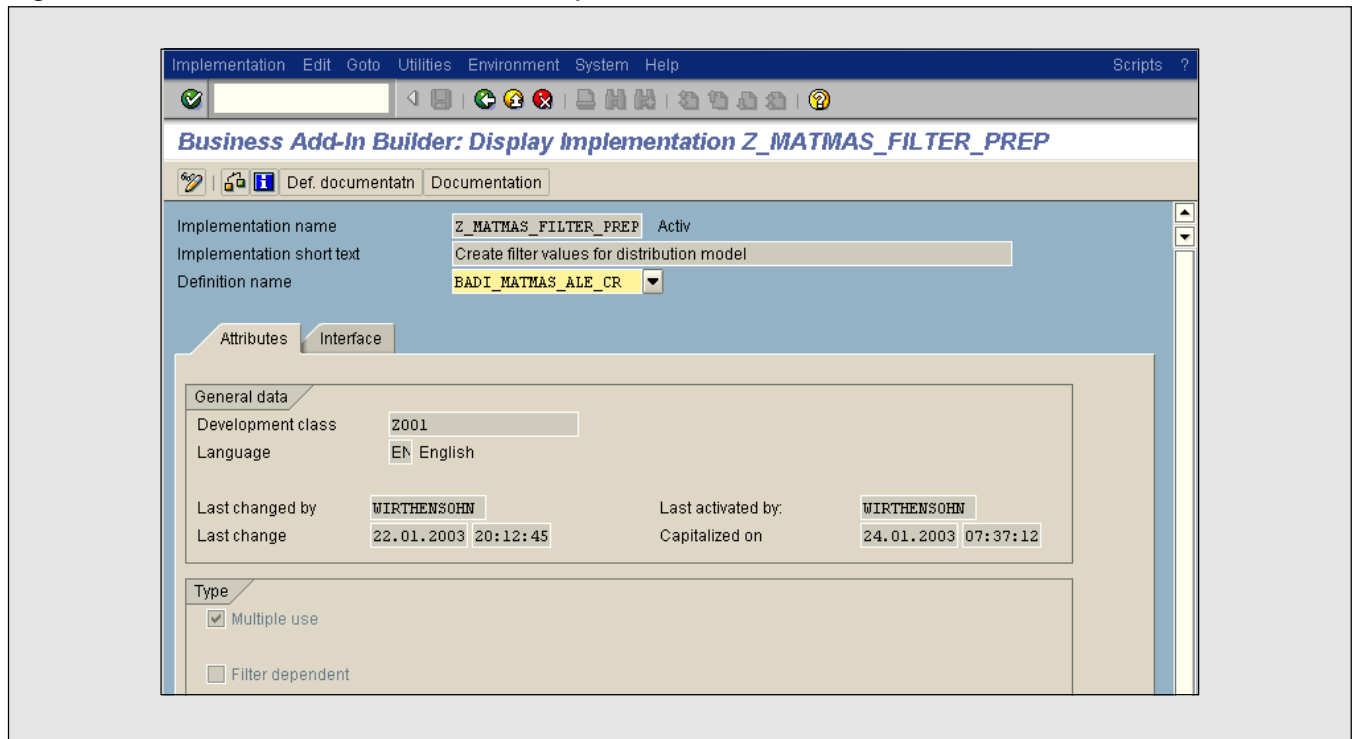 Implementation Edit Goto Utilities Environment System Help Scripts ?
Business Add-In Builder: Display Implementation Z_MATMAS_FILTER_PREP
Def. documentatn Documentation
Implementation name Z_MATMAS_FILTER_PREP Activ
Implementation short text Create filter values for distribution model
Definition name BADI_MATMAS_ALE_CR
Attributes Interface
General data
Development class Z001
Language EN English
Last changed by WIRTHENSOHN Last activated by: WIRTHENSOHN
Last change 22.01.2003 20:12:45 Capitalized on 24.01.2003 07:37:12
Type
Multiple use
Filter dependent